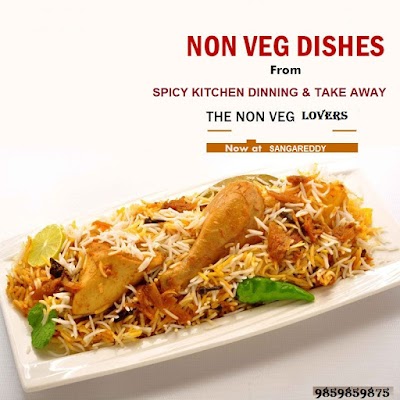 NON VEG DISHES
From
SPICY KITCHEN DINNING & TAKE AWAY
THE NON VEG LOVERS
Now at SANGAREDDY
9859859875